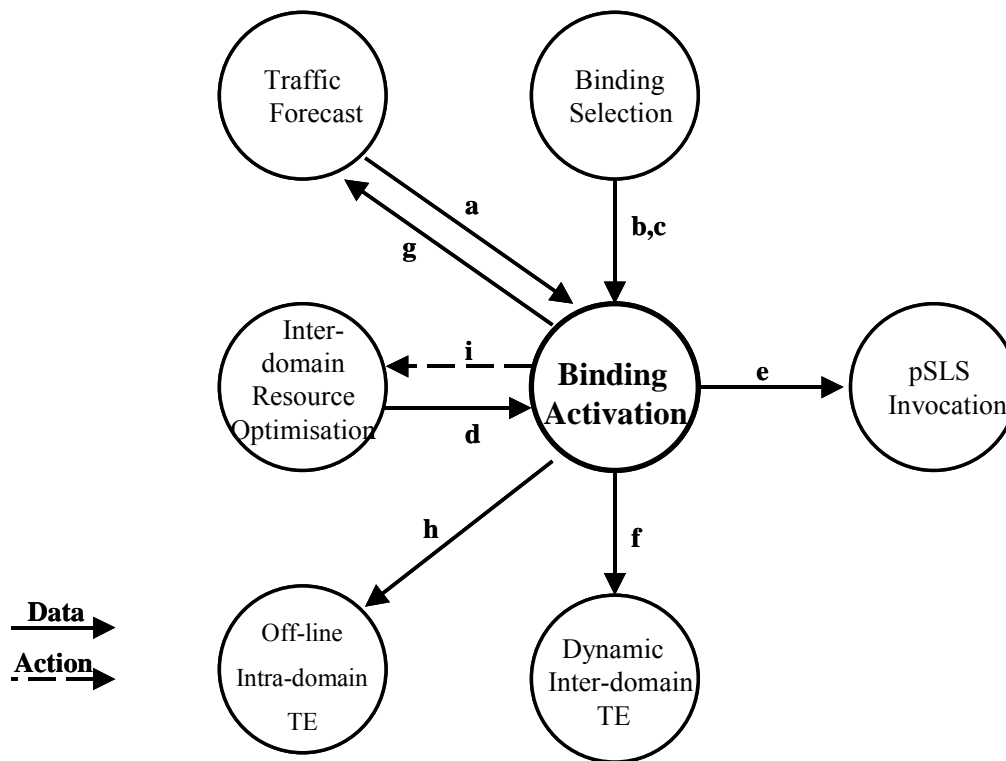 Traffic
Forecast
Binding
Selection
a
g
b,c
Inter-
domain
Resource
Optimisation
i
d
Binding
Activation
e
pSLS
Invocation
h
f
Data
Action
Off-line
Intra-domain
TE
Dynamic
Inter-domain
TE